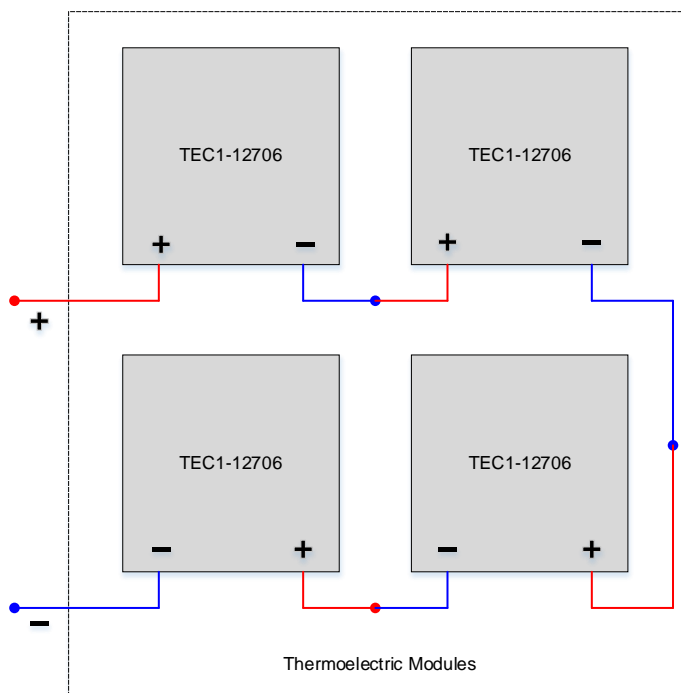 TEC1-12706 TEC1-12706
+ − + −
+
TEC1-12706 TEC1-12706
− + − +
−
Thermoelectric Modules